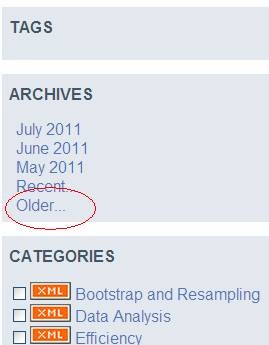 TAGS
ARCHIVES
July 2011
June 2011
May 2011
Recent...
Older...
CATEGORIES
XML Bootstrap and Resampling
XML Data Analysis
XML Efficiency